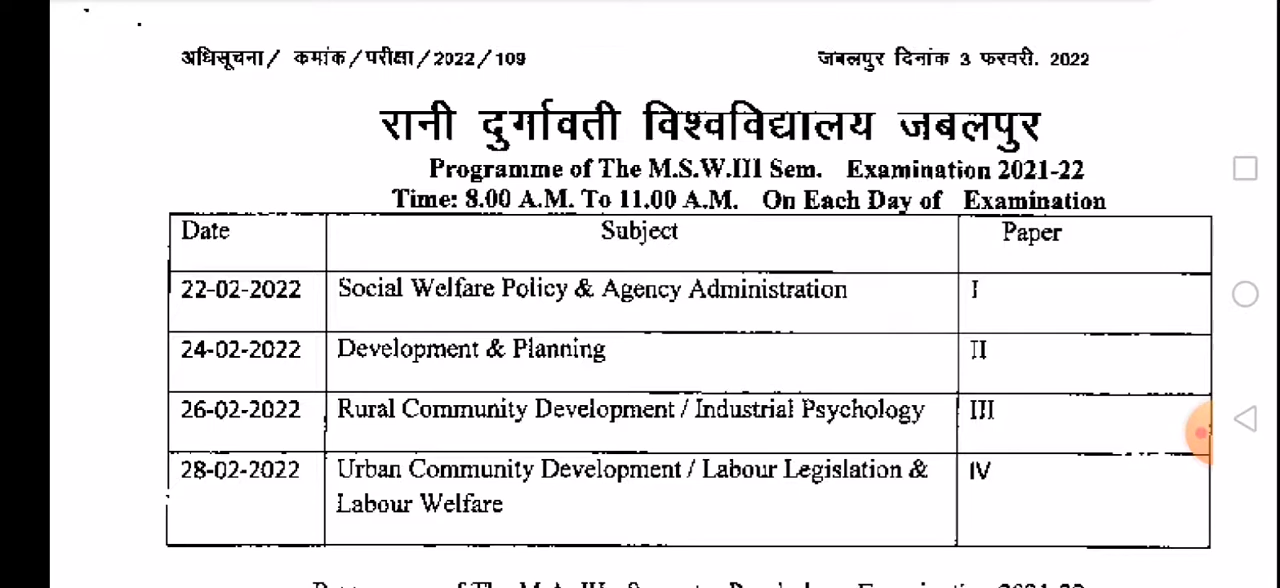 अधिसूचना/ कमांक/परीक्षा/2022/109
जबलपुर दिनांक 3 फरवरी. 2022
रानी दुर्गावती विश्वविद्यालय जबलपुर
Programme of The M.S.W.III Sem. Examination 2021-22
Time: 8.00 A.M. To 11.00 A.M. On Each Day of Examination
Date Subject Paper
22-02-2022 Social Welfare Policy & Agency Administration I
24-02-2022 Development & Planning II
26-02-2022 Rural Community Development / Industrial Psychology III
28-02-2022 Urban Community Development / Labour Legislation & IV
Labour Welfare